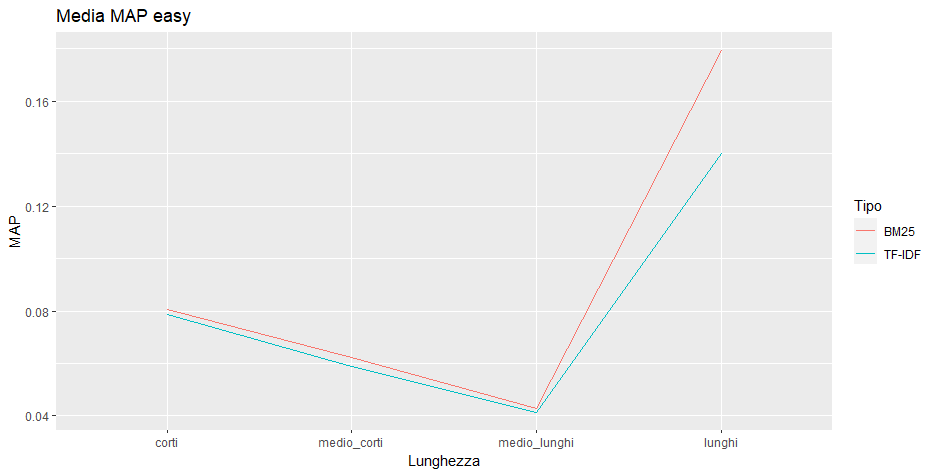 Media MAP easy
0.16
0.12
0.08
0.04
MAP
corti medio_corti medio_lunghi lunghi
Lunghezza
Tipo
BM25
TF-IDF